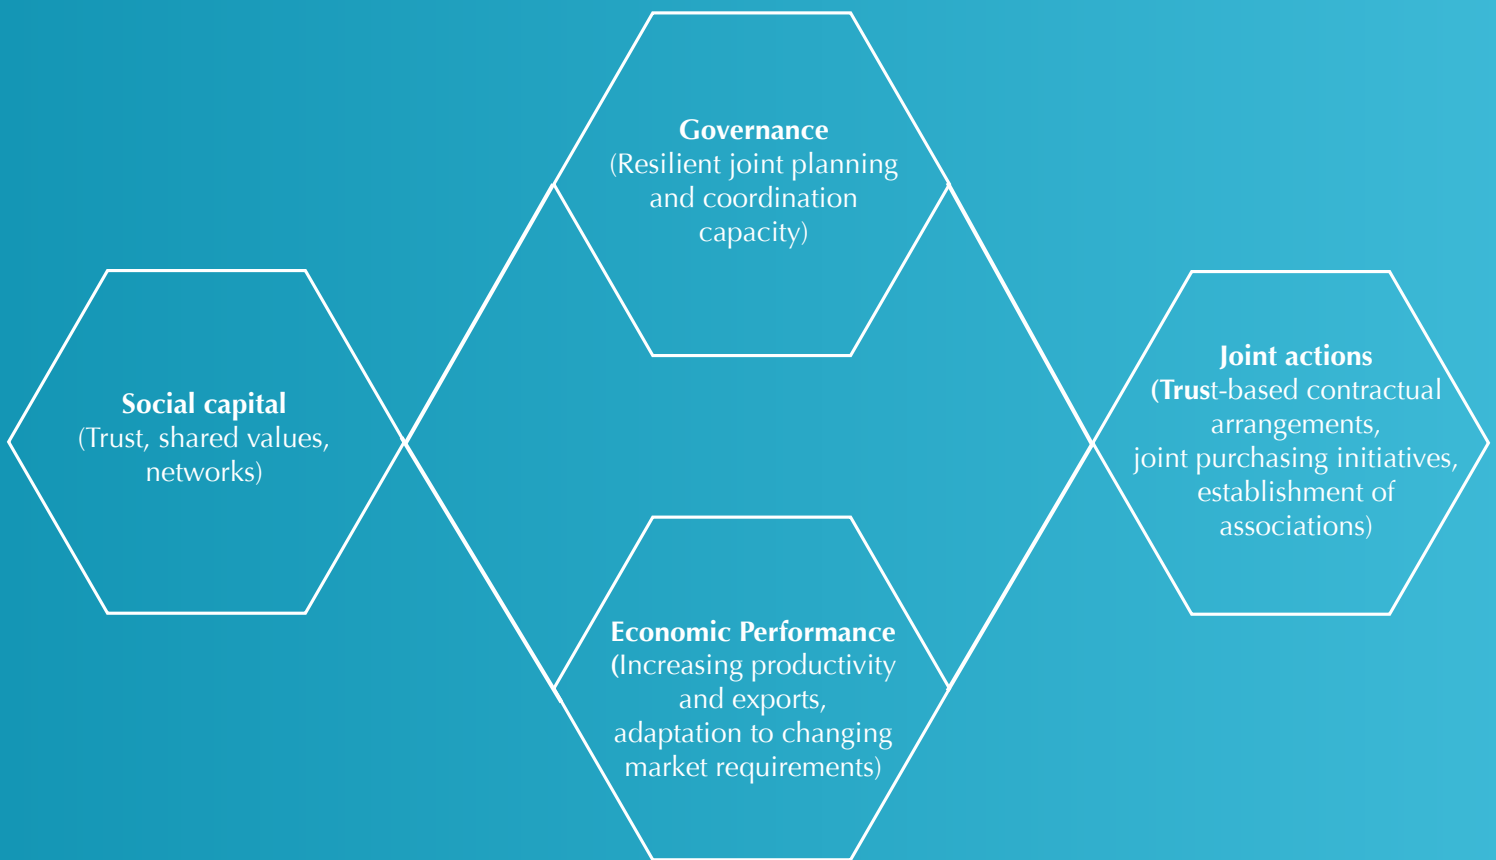 Governance
(Resilient joint planning
and coordination
capacity)
Social capital
(Trust, shared values,
networks)
Joint actions
(Trust-based contractual
arrangements,
joint purchasing initiatives,
establishment of
associations)
Economic Performance
(Increasing productivity
and exports,
adaptation to changing
market requirements)